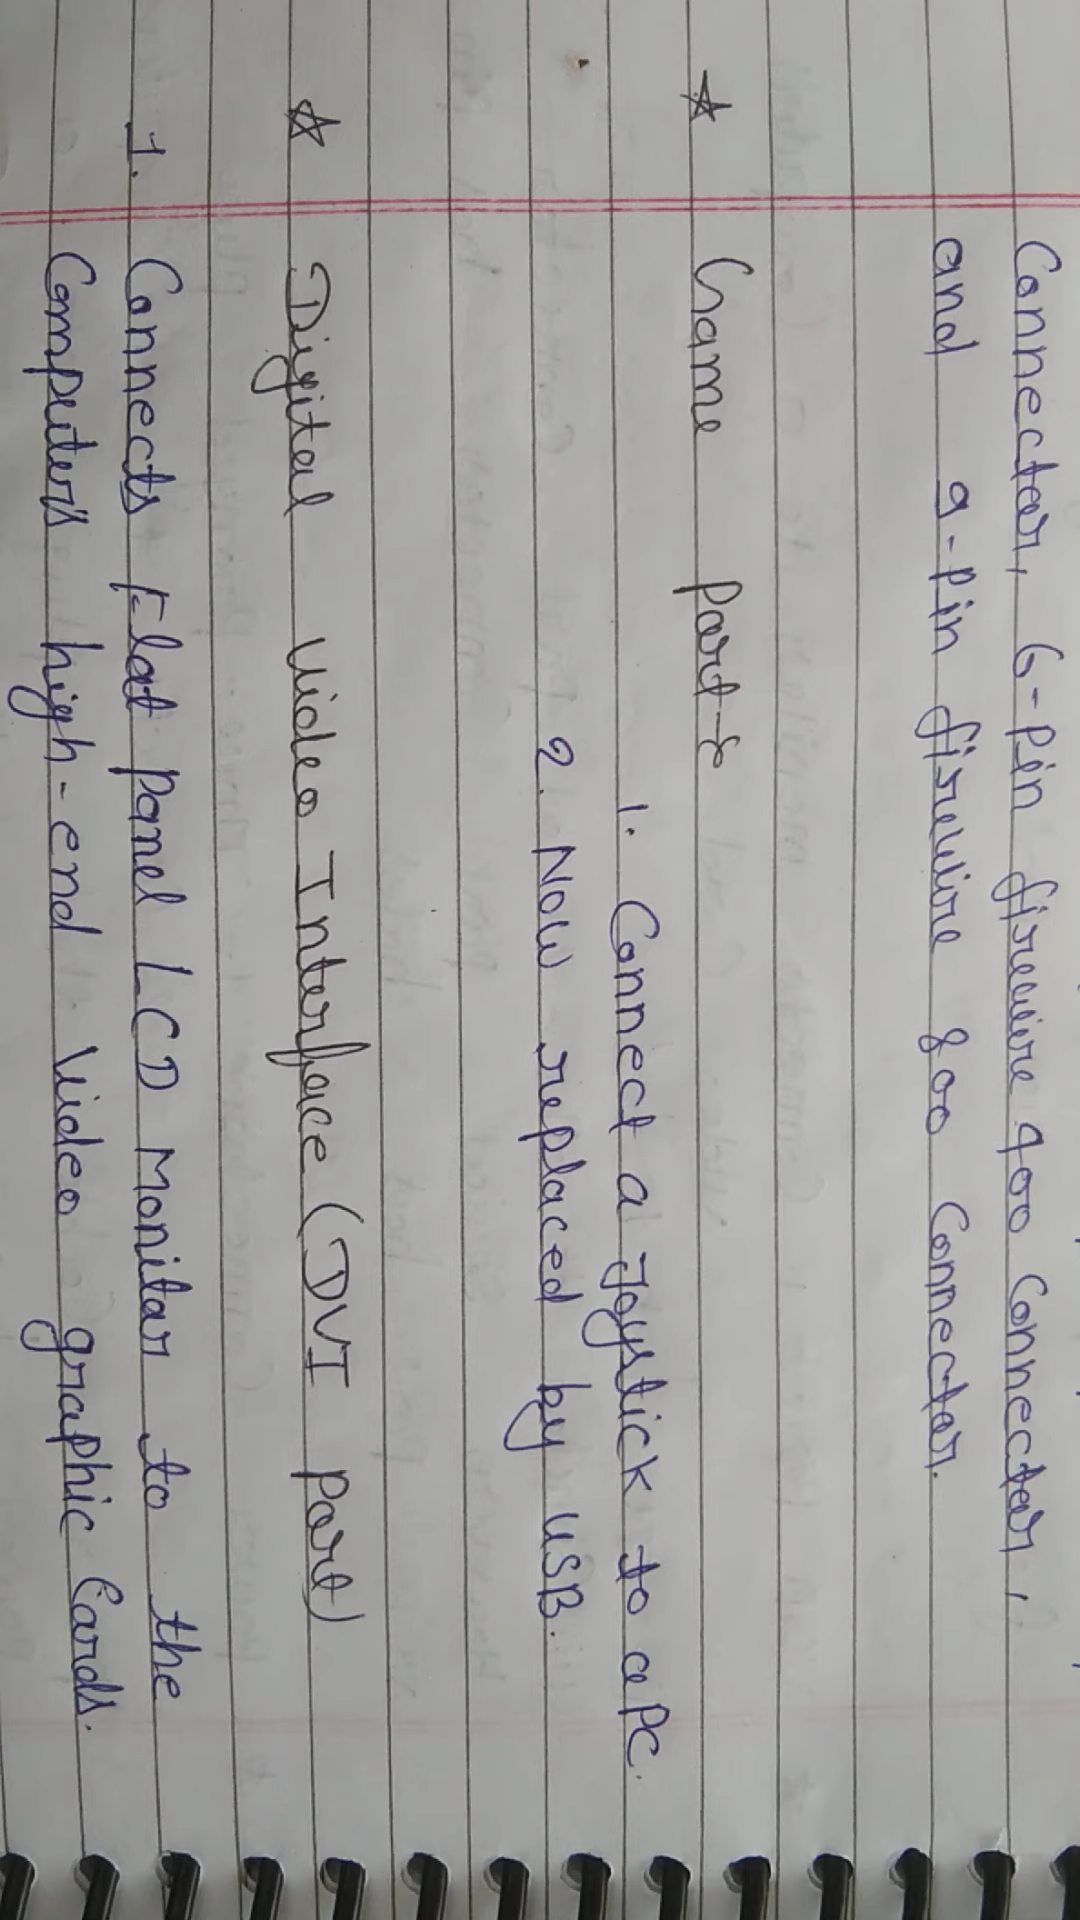 Connector, 6-pin firewire 400 connector,
and 9-pin firewire 800 connector.
☆ Game port-:
1. Connect a Joystick to a PC.
2. Now replaced by USB.
☆ Digital Video Interface (DVI port)
1. Connects Flat panel LCD Monitor to the
Computer's high-end Video graphic Cards.